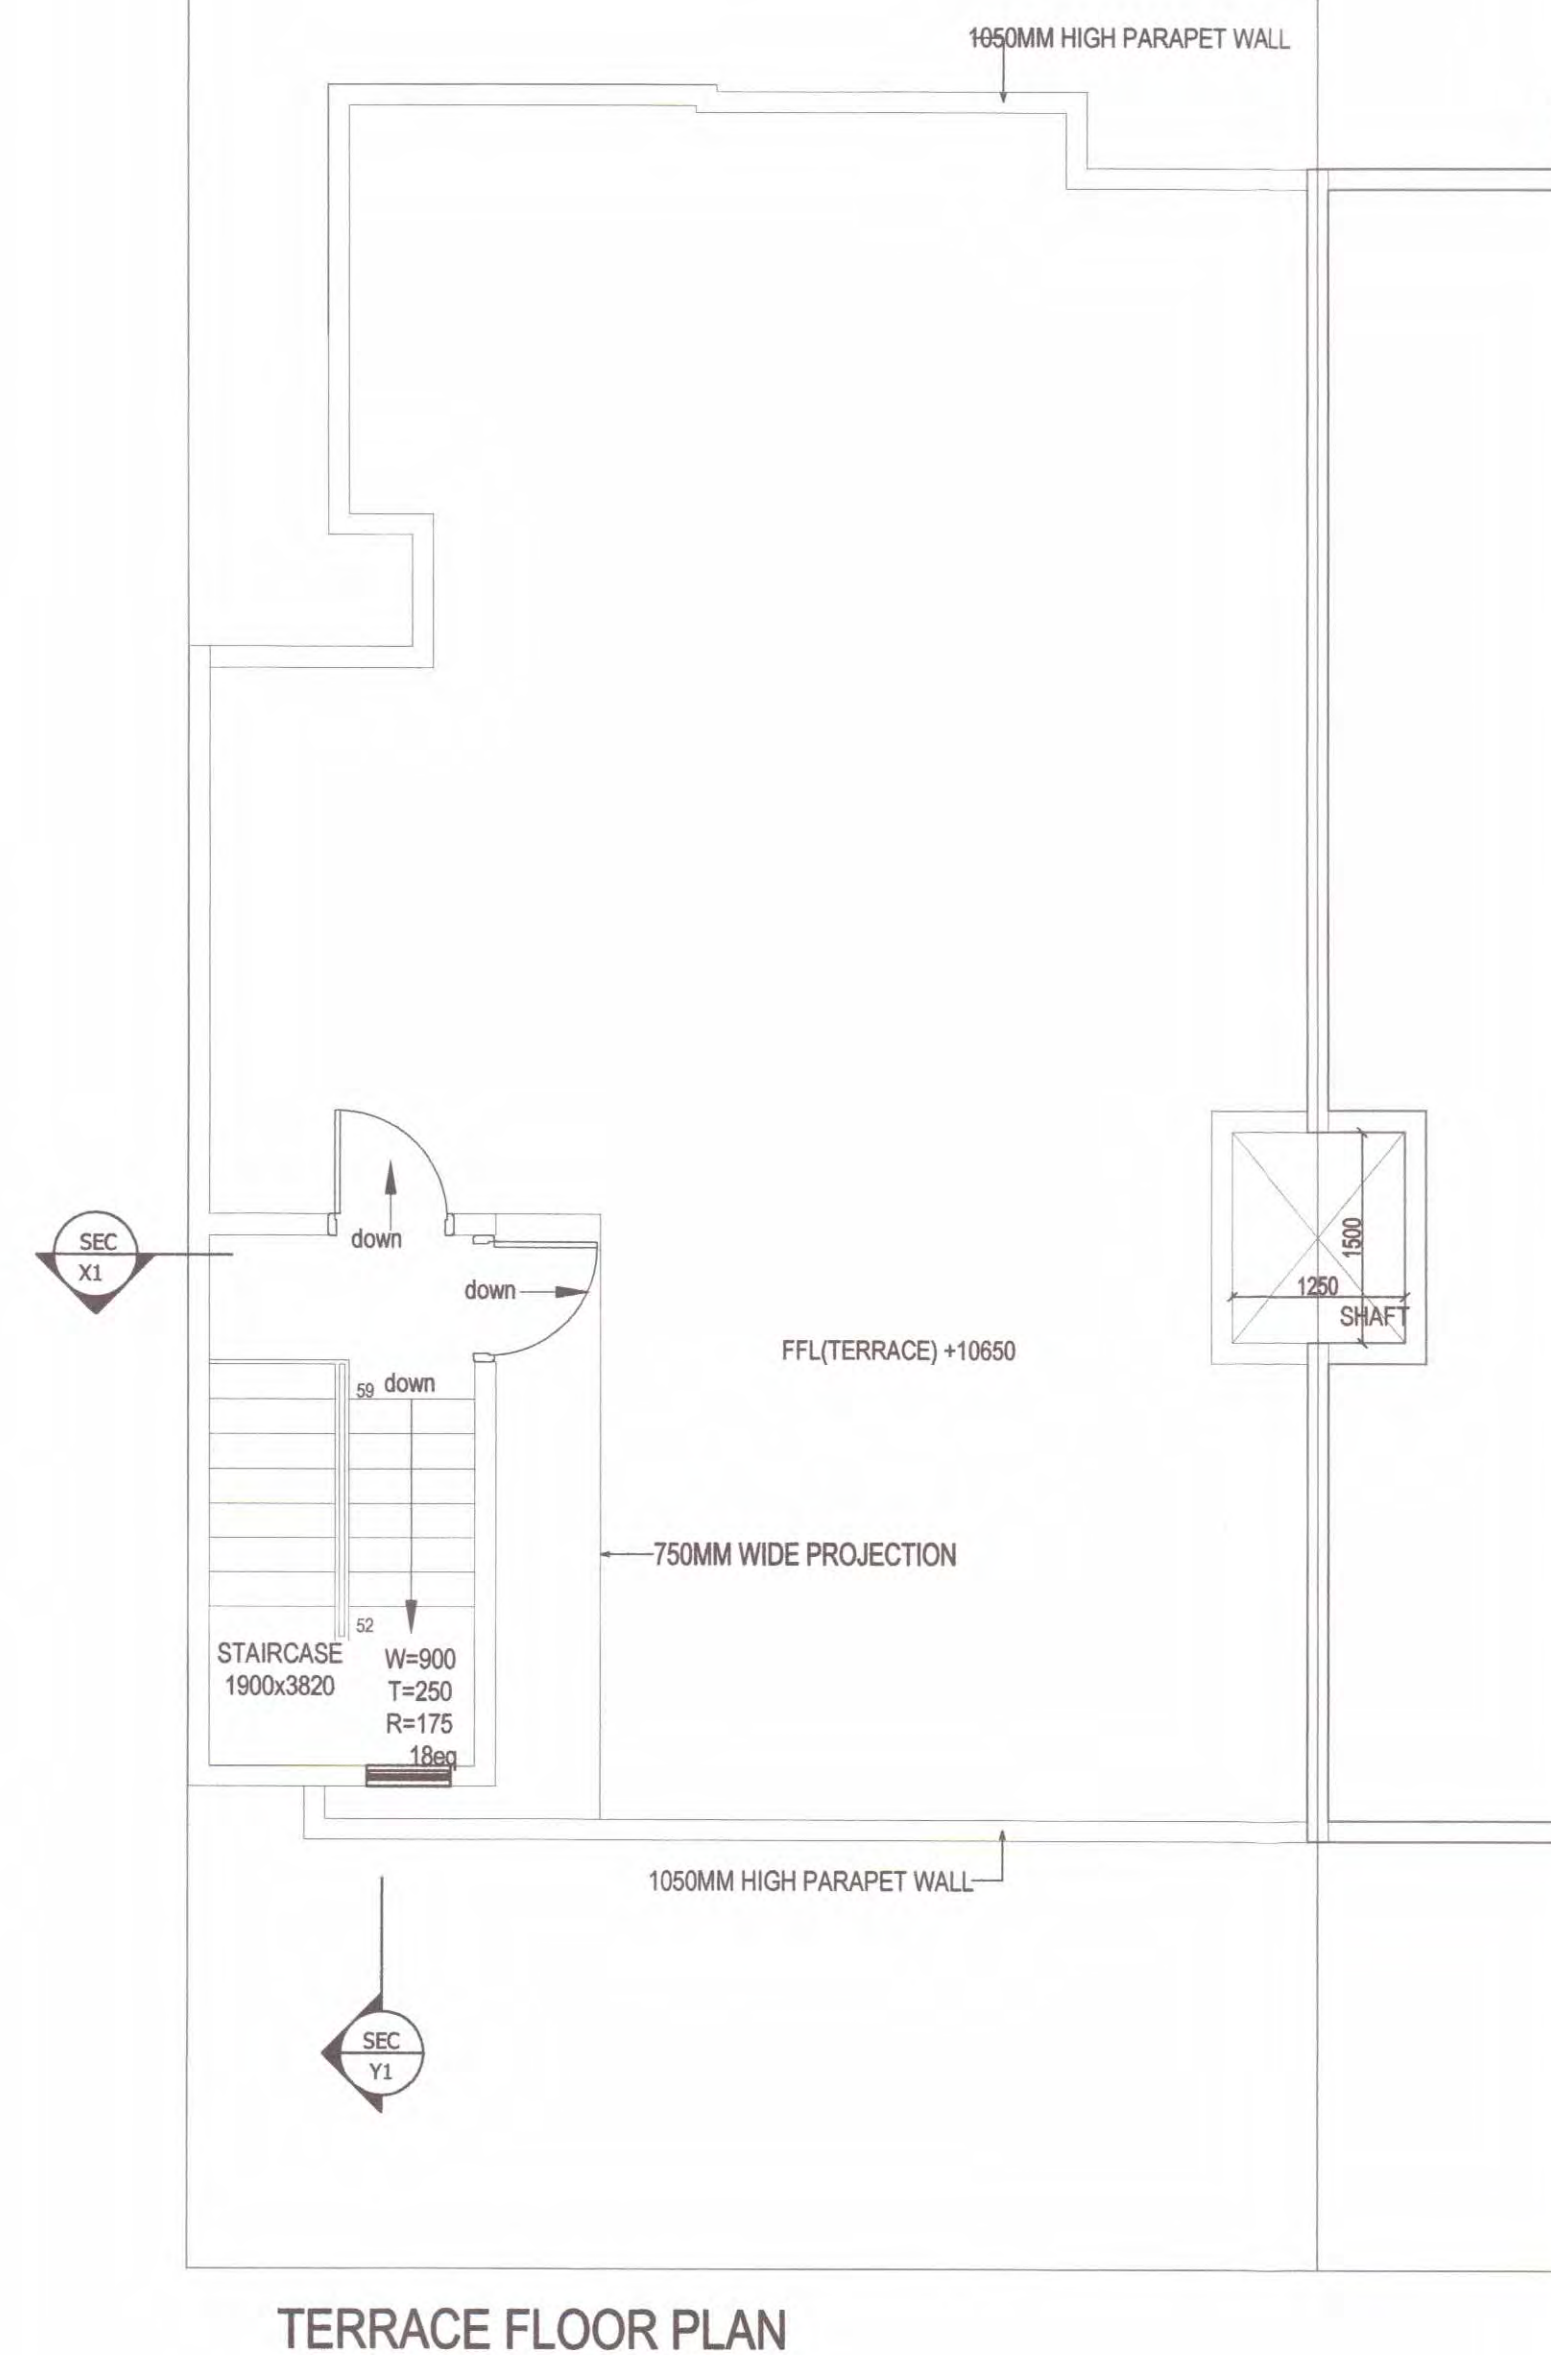 1050MM HIGH PARAPET WALL
down
SEC
X1
down
1500
1250
SHAFT
FFL(TERRACE) +10650
59 down
750MM WIDE PROJECTION
52
STAIRCASE
1900x3820
W=900
T=250
R=175
18eq
1050MM HIGH PARAPET WALL
SEC
Y1
TERRACE FLOOR PLAN